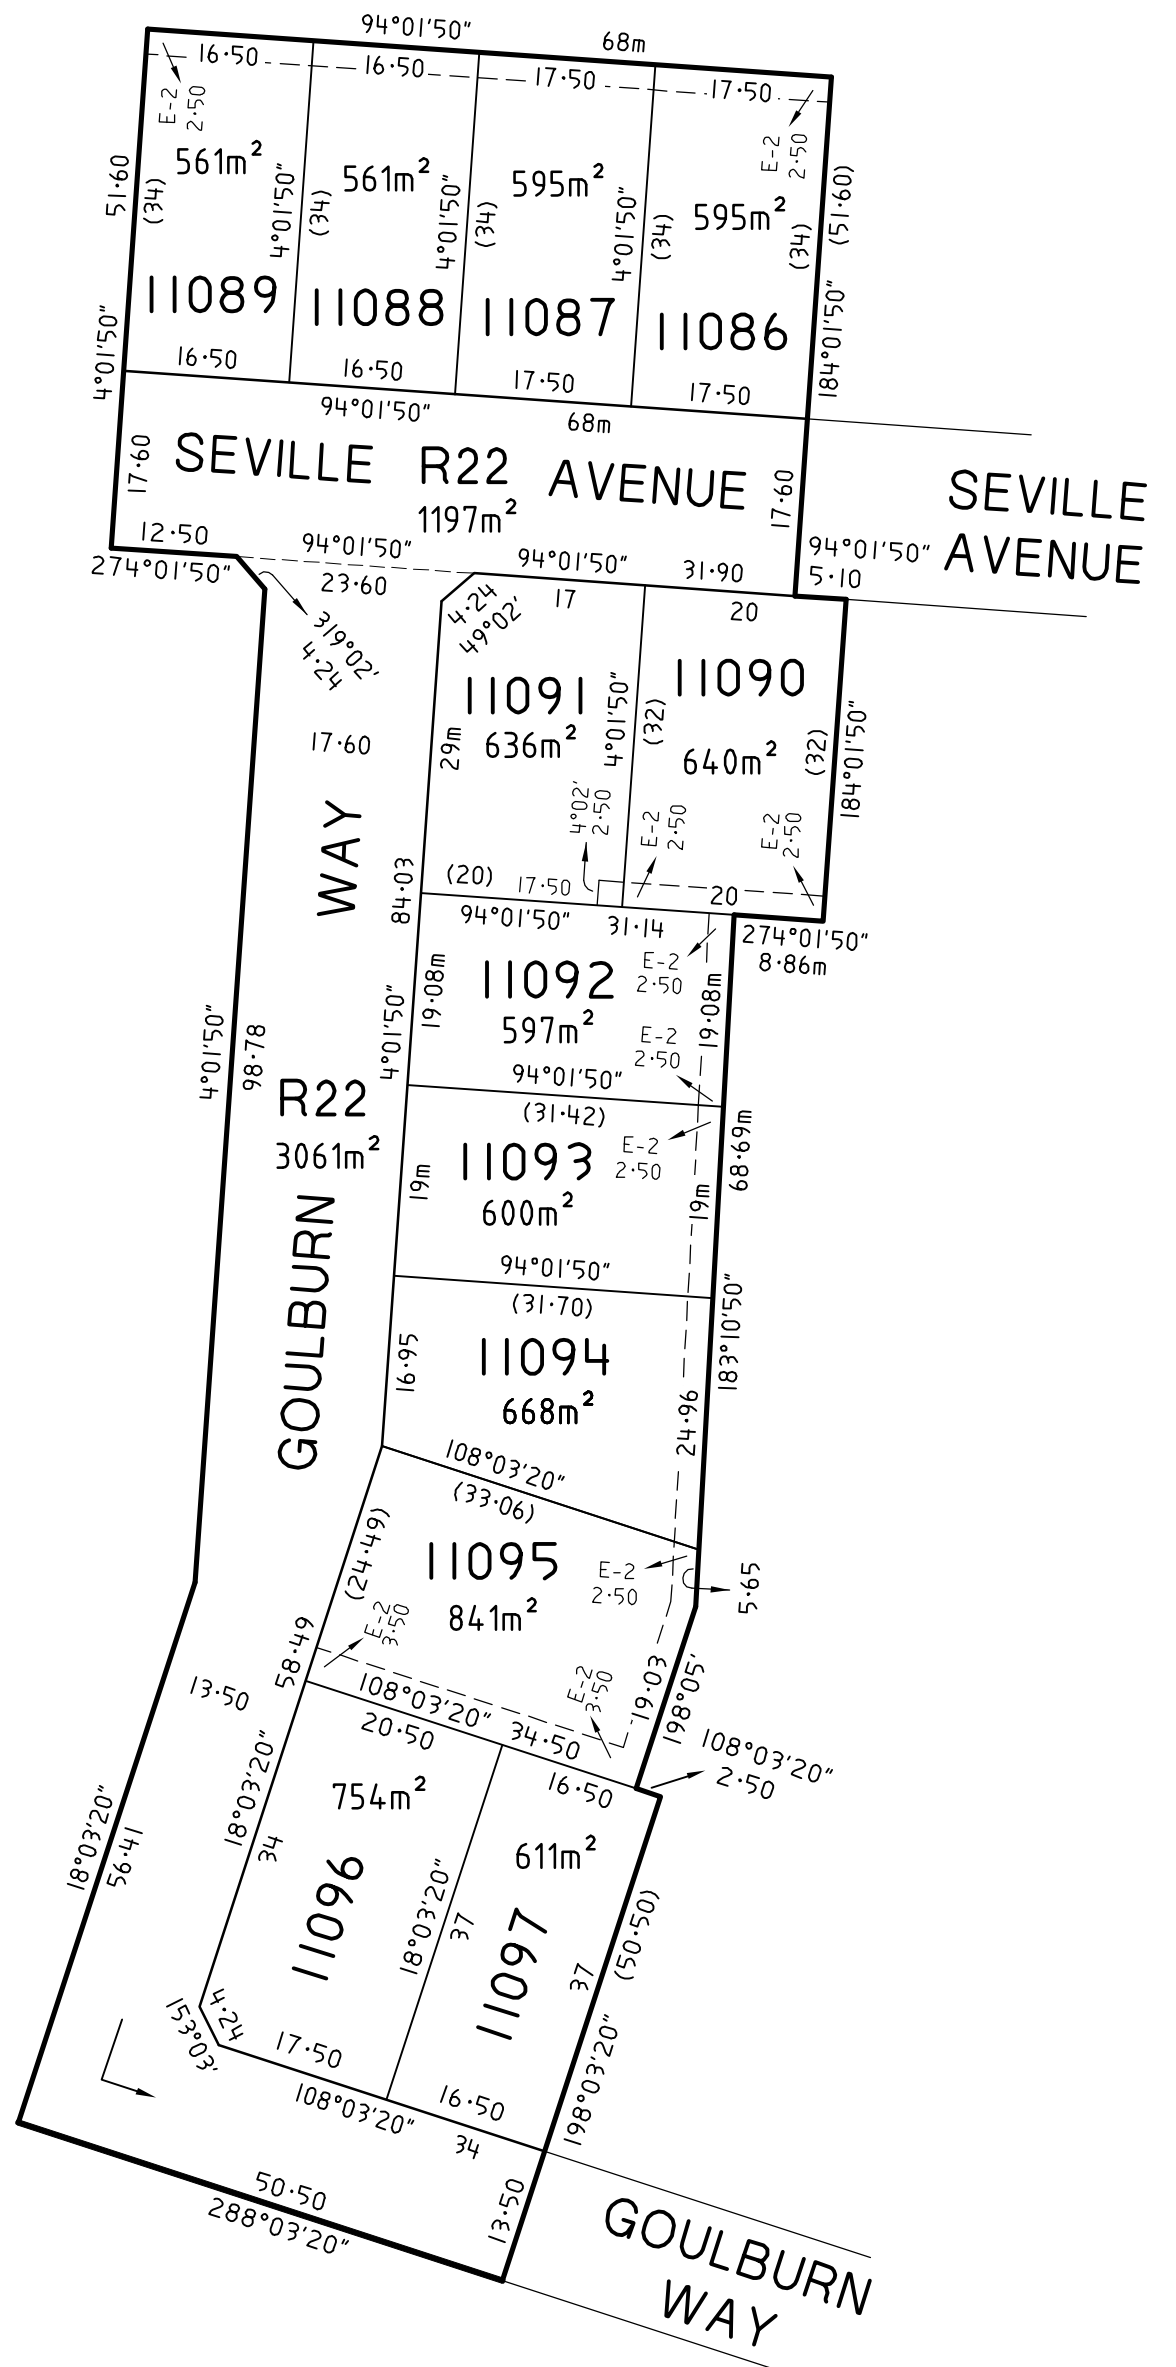 94°01'50"
68m
16·50
16·50
17·50
17·50
E-2
2·50
E-2
2·50
51·60
(34)
561m²
4°01'50"
(34)
561m²
4°01'50"
(34)
595m²
4°01'50"
(34)
595m²
(34)
(51·60)
11089
11088
11087
11086
4°01'50"
184°01'50"
16·50
16·50
17·50
17·50
94°01'50"
68m
17·60
SEVILLE R22 AVENUE
1197m²
17·60
SEVILLE
AVENUE
12·50
274°01'50"
94°01'50"
23·60
94°01'50"
31·90
94°01'50"
5·10
319°02'
4·24
4·24
49°02'
17
20
11091
636m²
4°01'50"
(32)
11090
640m²
(32)
184°01'50"
17·60
29m
4°02'
2·50
E-2
2·50
E-2
2·50
WAY
84·03
(20)
17·50
20
94°01'50"
31·14
274°01'50"
8·86m
11092
597m²
E-2
2·50
E-2
2·50
19·08m
19·08m
4°01'50"
98·78
4°01'50"
94°01'50"
(31·42)
R22
3061m²
11093
600m²
E-2
2·50
19m
19m
68·69m
94°01'50"
(31·70)
GOULBURN
11094
668m²
16·95
24·96
183°10'50"
108°03'20"
(33·06)
(24·49)
11095
841m²
E-2
2·50
5·65
E-2
3·50
E-2
3·50
58·49
19·03
198°05'
13·50
108°03'20"
34·50
20·50
16·50
108°03'20"
2·50
18°03'20"
34
754m²
11096
18°03'20"
37
611m²
11097
37
(50·50)
198°03'20"
18°03'20"
56·41
4·24
153°03'
17·50
16·50
108°03'20"
34
50·50
288°03'20"
13·50
GOULBURN
WAY